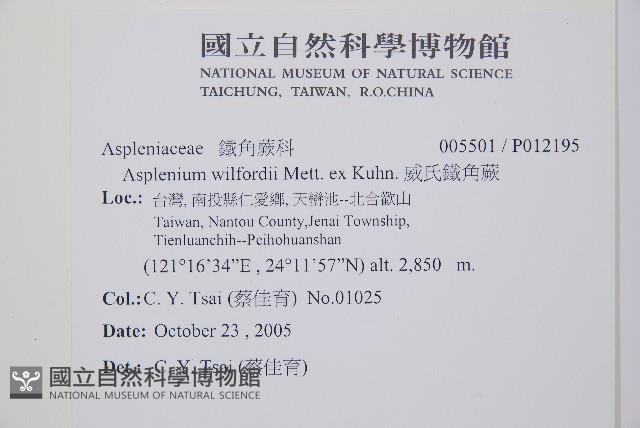 國立自然科學博物館
NATIONAL MUSEUM OF NATURAL SCIENCE
TAICHUNG, TAIWAN, R.O.CHINA
Aspleniaceae 鐵角蕨科 005501 / P012195
Asplenium wilfordii Mett. ex Kuhn. 威氏鐵角蕨
Loc.: 台灣, 南投縣仁愛鄉, 天巒池--北合歡山
Taiwan, Nantou County,Jenai Township,
Tienluanchih--Peihohuanshan
(121°16'34"E , 24°11'57"N) alt. 2,850 m.
Col.: C. Y. Tsai (蔡佳育) No.01025
Date: October 23 , 2005
Det.: C. Y. Tsai (蔡佳育)
國立自然科學博物館
NATIONAL MUSEUM OF NATURAL SCIENCE